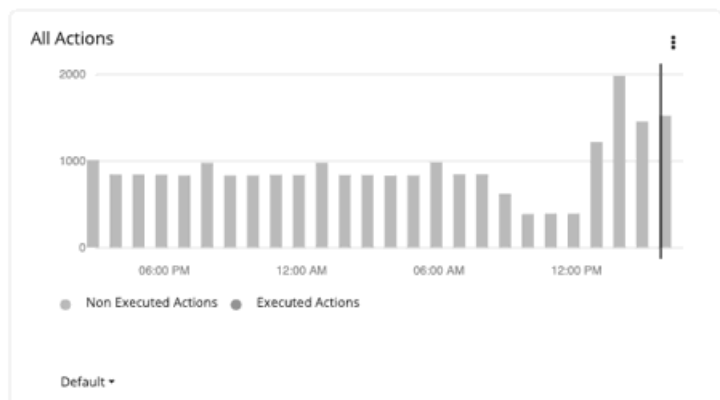 All Actions
2000
1000
0
06:00 PM 12:00 AM 06:00 AM 12:00 PM
Non Executed Actions Executed Actions
Default